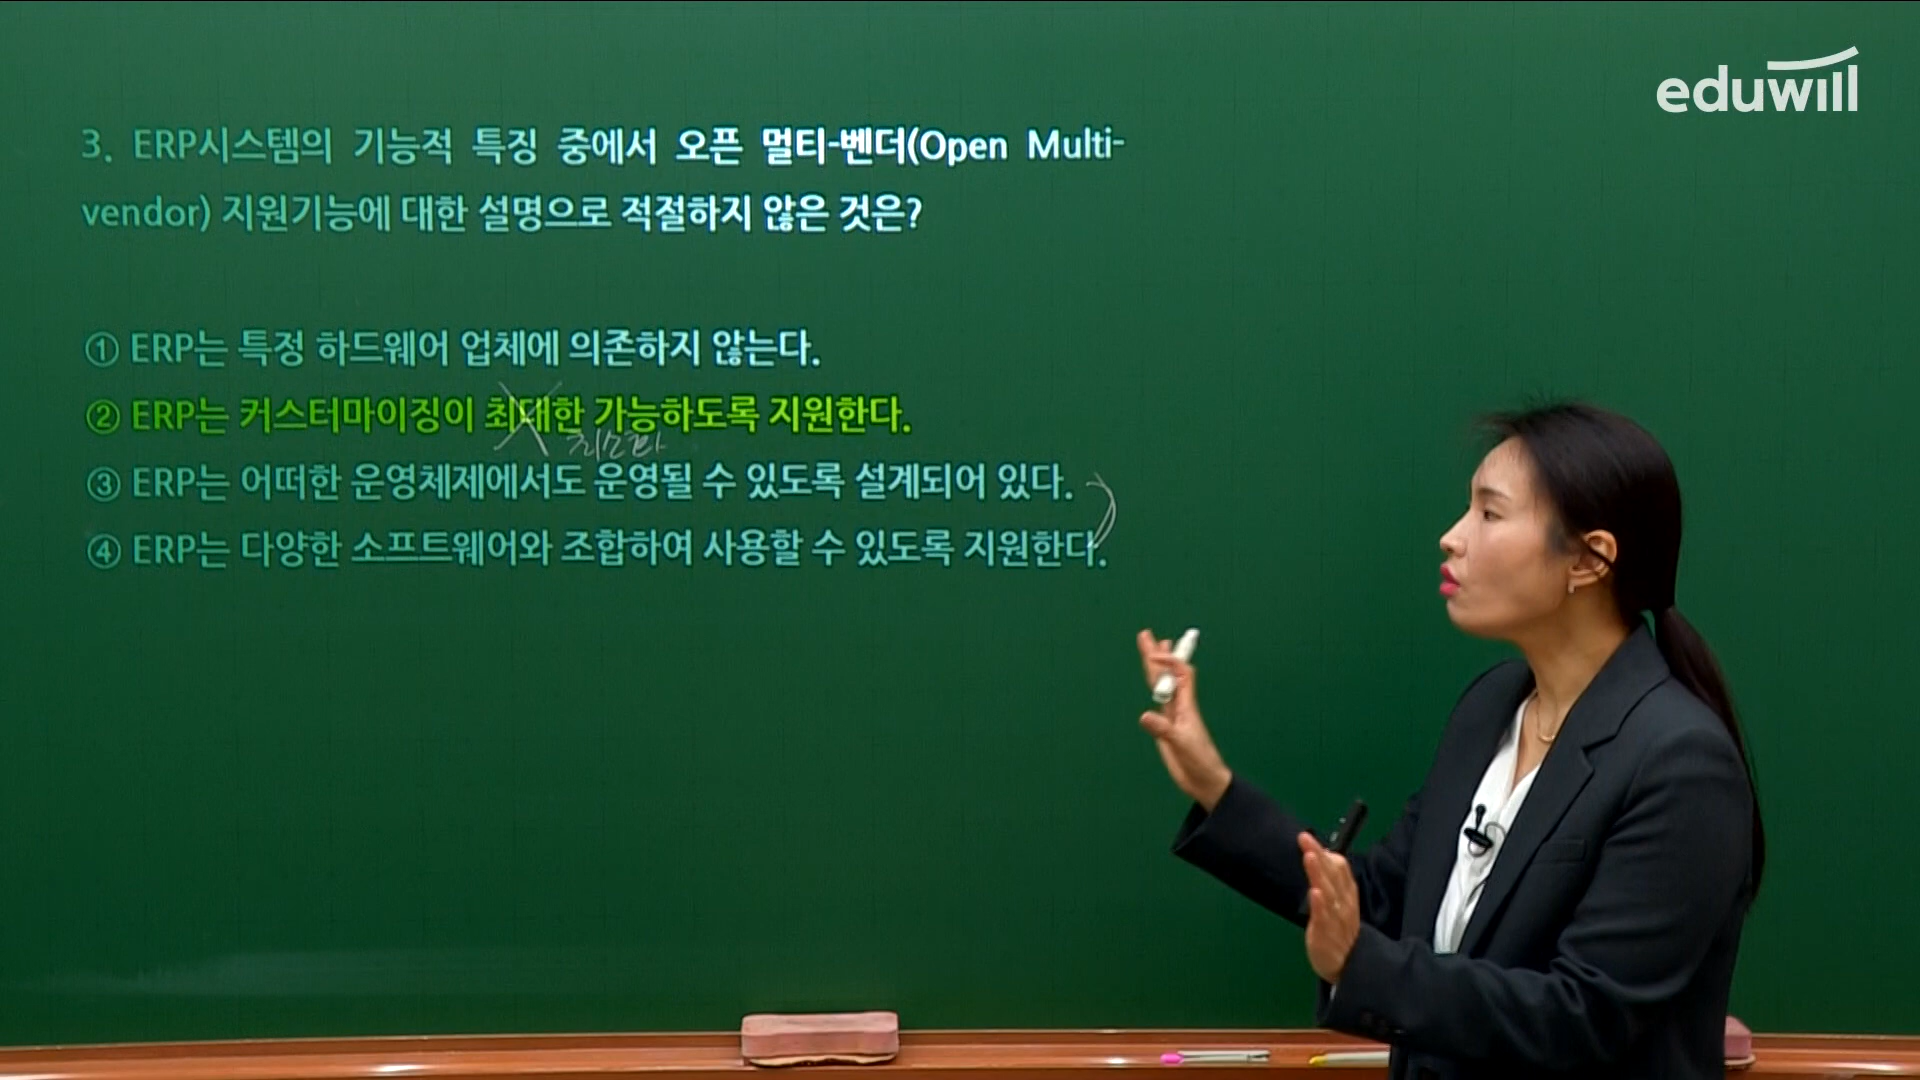 eduwill
3. ERP시스템의 기능적 특징 중에서 오픈 멀티-벤더(Open Multi-
vendor) 지원기능에 대한 설명으로 적절하지 않은 것은?
① ERP는 특정 하드웨어 업체에 의존하지 않는다.
② ERP는 커스터마이징이 최대한 가능하도록 지원한다.
최소화
③ ERP는 어떠한 운영체제에서도 운영될 수 있도록 설계되어 있다.
④ ERP는 다양한 소프트웨어와 조합하여 사용할 수 있도록 지원한다.